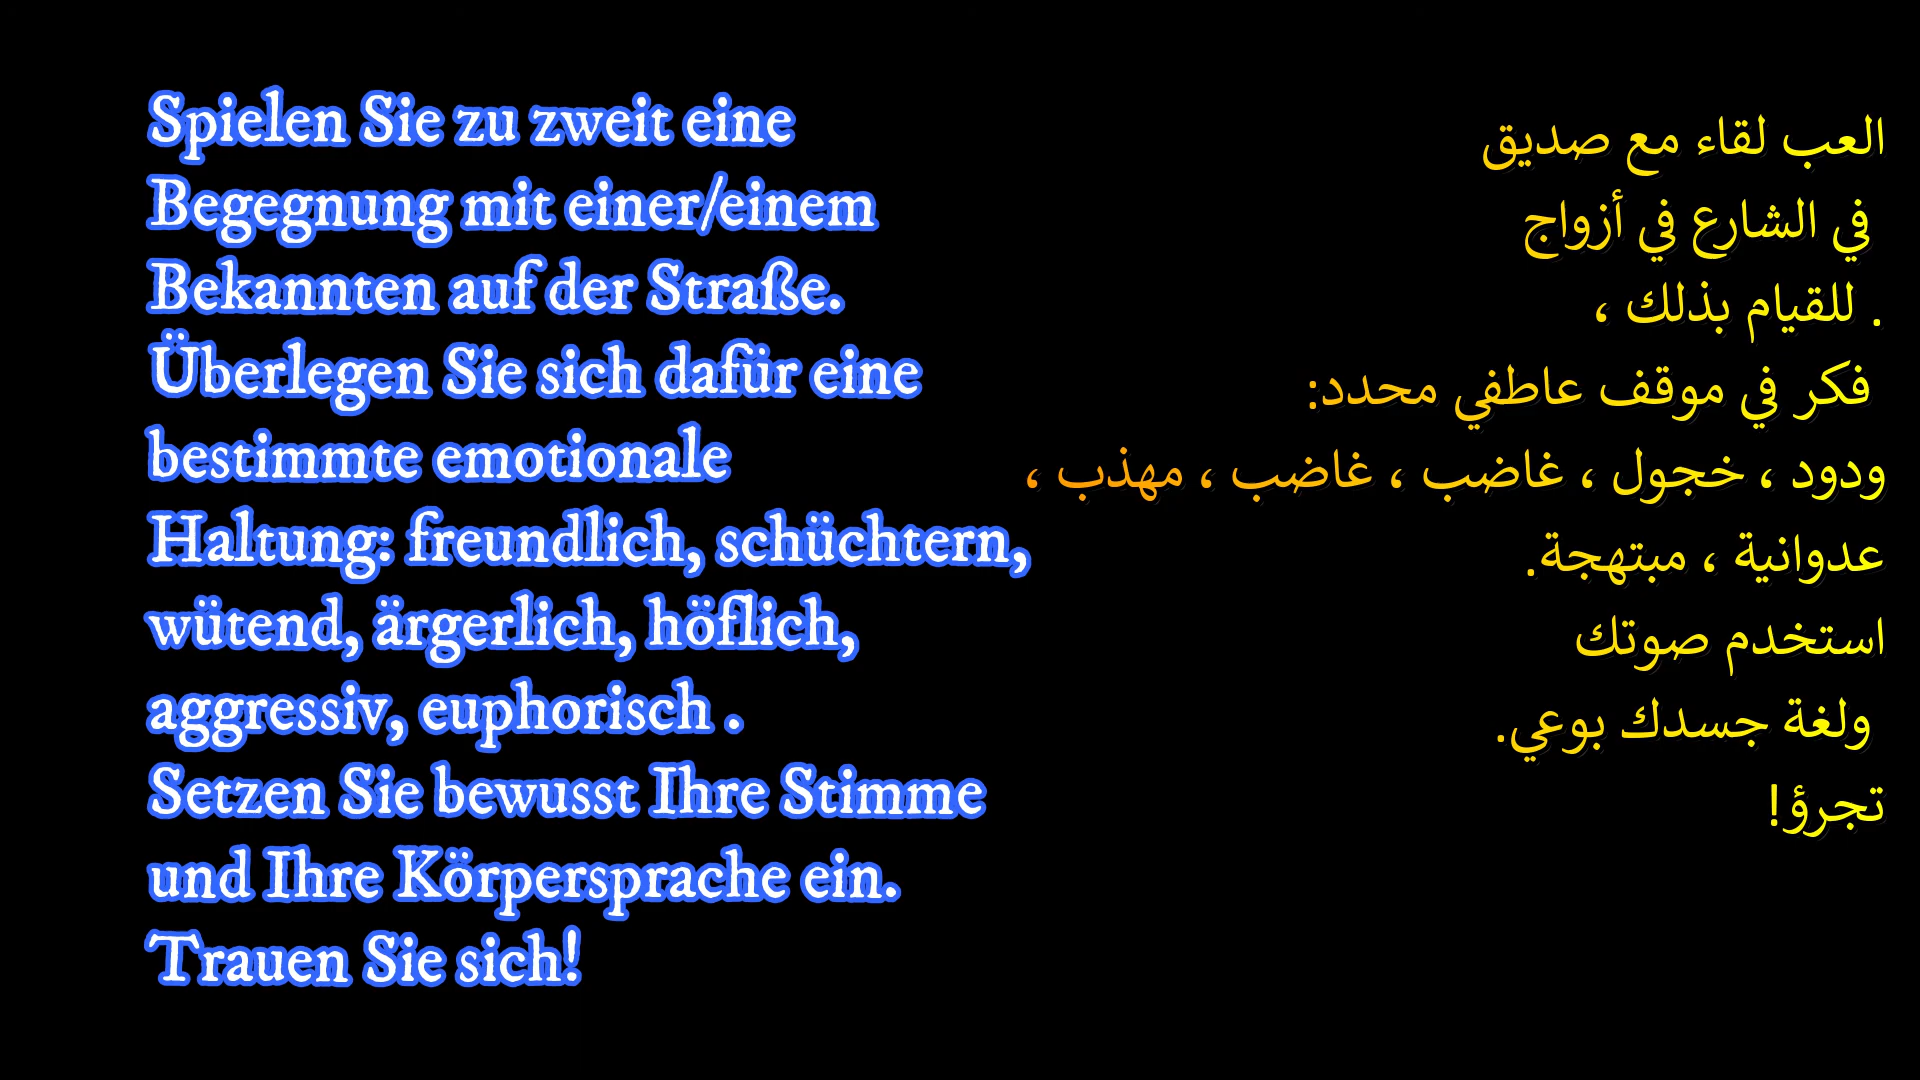 Spielen Sie zu zweit eine
Begegnung mit einer/einem
Bekannten auf der Straße.
Überlegen Sie sich dafür eine
bestimmte emotionale
Haltung: freundlich, schüchtern,
wütend, ärgerlich, höflich,
aggressiv, euphorisch .
Setzen Sie bewusst Ihre Stimme
und Ihre Körpersprache ein.
Trauen Sie sich!
العب لقاء مع صديق
في الشارع في أزواج
. للقيام بذلك ،
فكر في موقف عاطفي محدد:
ودود ، خجول ، غاضب ، غاضب ، مهذب ،
عدوانية ، مبتهجة.
استخدم صوتك
ولغة جسدك بوعي.
تجرؤ!